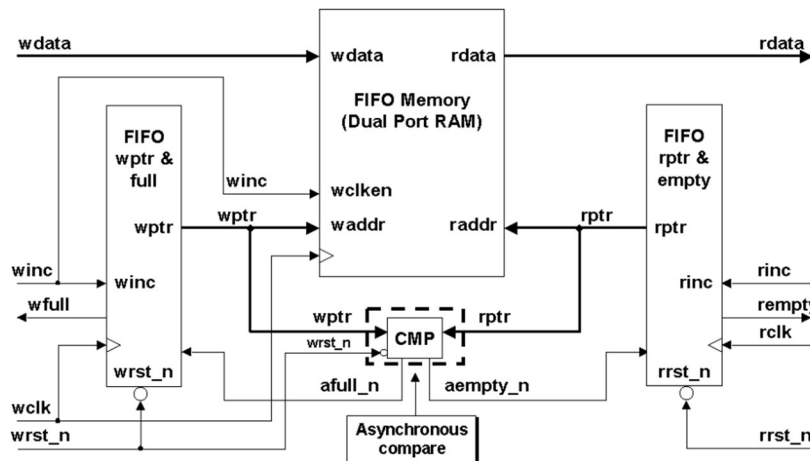 wdata
rdata
wdata
rdata
FIFO Memory
(Dual Port RAM)
FIFO
wptr &
full
FIFO
rptr &
empty
winc
wclken
wptr
wptr
waddr
raddr
rptr
rptr
winc
winc
rinc
rinc
wfull
rempty
wptr
CMP
rptr
rclk
wrst_n
wrst_n
rrst_n
afull_n
aempty_n
wclk
wrst_n
Asynchronous
compare
rrst_n